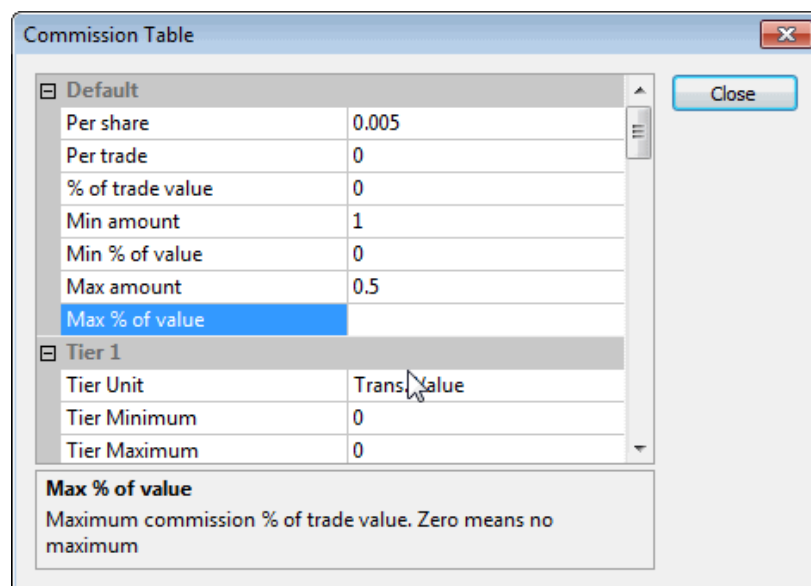 Commission Table
Default
Close
Per share 0.005
Per trade 0
% of trade value 0
Min amount 1
Min % of value 0
Max amount 0.5
Max % of value
Tier 1
Tier Unit Trans. Value
Tier Minimum 0
Tier Maximum 0
Max % of value
Maximum commission % of trade value. Zero means no
maximum